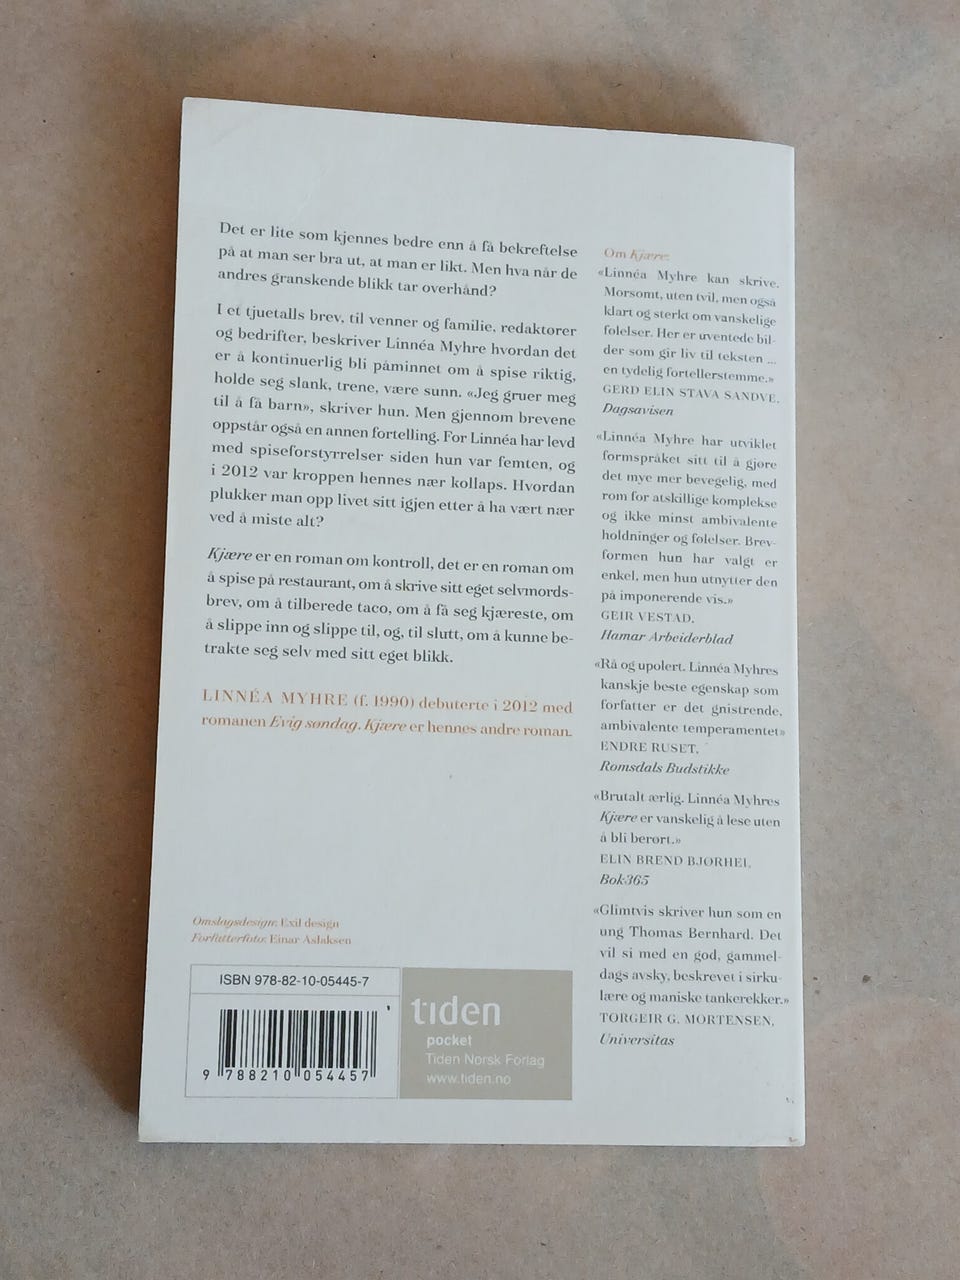 Det er lite som kjennes bedre enn å få bekreftelse
på at man ser bra ut, at man er likt. Men hva når de
andres granskende blikk tar overhånd?
I et tjuetalls brev, til venner og familie, redaktører
og bedrifter, beskriver Linnéa Myhre hvordan det
er å kontinuerlig bli påminnet om å spise riktig,
holde seg slank, trene, være sunn. «Jeg gruer meg
til å få barn», skriver hun. Men gjennom brevene
oppstår også en annen fortelling. For Linnéa har levd
med spiseforstyrrelser siden hun var femten, og
i 2012 var kroppen hennes nær kollaps. Hvordan
plukker man opp livet sitt igjen etter å ha vært nær
ved å miste alt?
Kjære er en roman om kontroll, det er en roman om
å spise på restaurant, om å skrive sitt eget selvmords-
brev, om å tilberede taco, om å få seg kjæreste, om
å slippe inn og slippe til, og, til slutt, om å kunne be-
trakte seg selv med sitt eget blikk.
LINNÉA MYHRE (f. 1990) debuterte i 2012 med
romanen Evig søndag. Kjære er hennes andre roman.
Omslagsdesign: Exil design
Forfatterfoto: Einar Aslaksen
ISBN 978-82-10-05445-7
9 788210 054457
tiden
pocket
Tiden Norsk Forlag
www.tiden.no
Om Kjære:
«Linnéa Myhre kan skrive.
Morsomt, uten tvil, men også
klart og sterkt om vanskelige
følelser. Her er uventede bil-
der som gir liv til teksten ...
en tydelig fortellerstemme.»
GERD ELIN STAVA SANDVE,
Dagsavisen
«Linnéa Myhre har utviklet
formspråket sitt til å gjøre
det mye mer bevegelig, med
rom for atskillige komplekse
og ikke minst ambivalente
holdninger og følelser. Brev-
formen hun har valgt er
enkel, men hun utnytter den
på imponerende vis.»
GEIR VESTAD,
Hamar Arbeiderblad
«Rå og upolert. Linnéa Myhres
kanskje beste egenskap som
forfatter er det gnistrende,
ambivalente temperamentet»
ENDRE RUSET,
Romsdals Budstikke
«Brutalt ærlig. Linnéa Myhres
Kjære er vanskelig å lese uten
å bli berørt.»
ELIN BREND BJØRHEI,
Bok365
«Glimtvis skriver hun som en
ung Thomas Bernhard. Det
vil si med en god, gammel-
dags avsky, beskrevet i sirku-
lære og maniske tankerekker.»
TORGEIR G. MORTENSEN,
Universitas